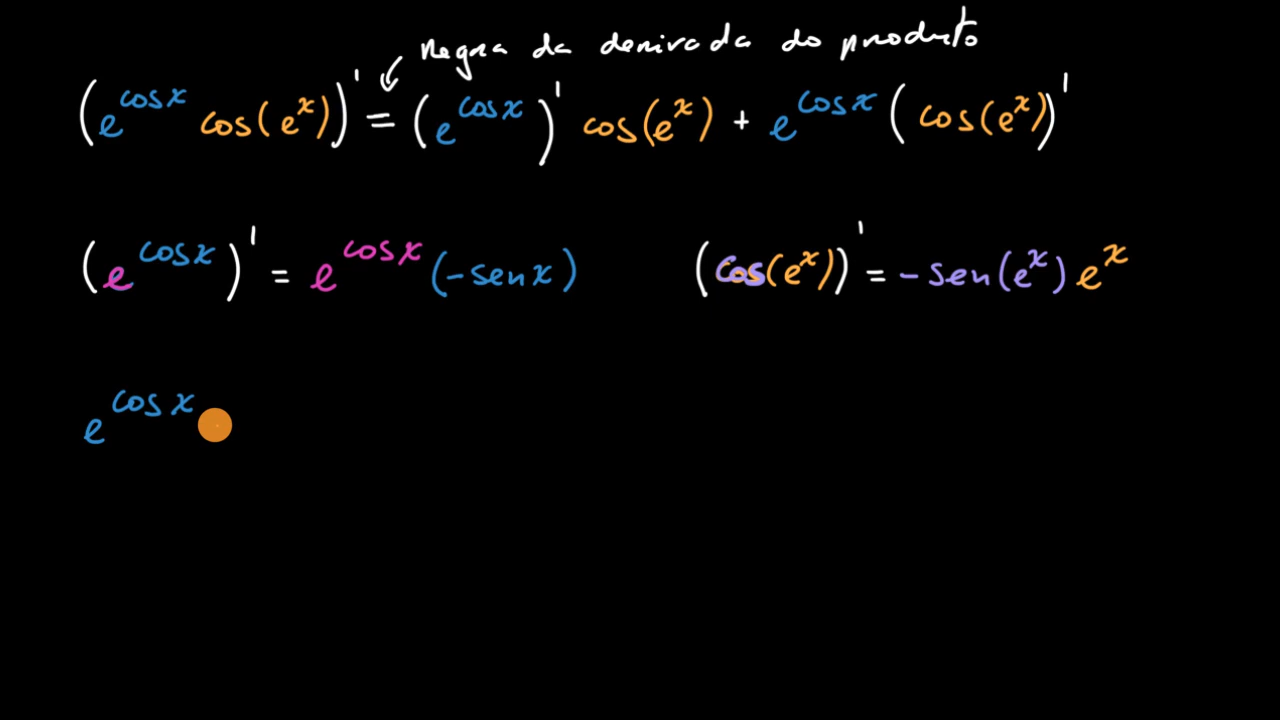 regra da derivada do produto
(e^cos x cos(e^x))' = (e^cos x)' cos(e^x) + e^cos x (cos(e^x))'
(e^cos x)' = e^cos x (-sen x) (cos(e^x))' = -sen(e^x) e^x
e^cos x